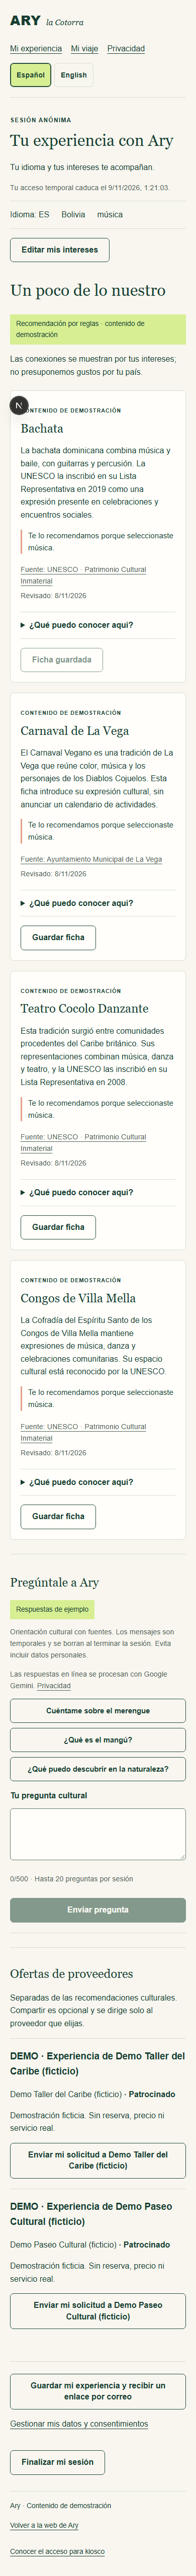 ARY la Cotorra
Mi experiencia Mi viaje Privacidad
Español English
SESIÓN ANÓNIMA
Tu experiencia con Ary
Tu idioma y tus intereses te acompañan.
Tu acceso temporal caduca el 9/11/2026, 1:21:03.
Idioma: ES Bolivia música
Editar mis intereses
Un poco de lo nuestro
Recomendación por reglas · contenido de
demostración
Las conexiones se muestran por tus intereses;
no presuponemos gustos por tu país.
N
CONTENIDO DE DEMOSTRACIÓN
Bachata
La bachata dominicana combina música y
baile, con guitarras y percusión. La
UNESCO la inscribió en su Lista
Representativa en 2019 como una
expresión presente en celebraciones y
encuentros sociales.
Te lo recomendamos porque seleccionaste
música.
Fuente: UNESCO · Patrimonio Cultural
Inmaterial
Revisado: 8/11/2026
¿Qué puedo conocer aquí?
Ficha guardada
CONTENIDO DE DEMOSTRACIÓN
Carnaval de La Vega
El Carnaval Vegano es una tradición de La
Vega que reúne color, música y los
personajes de los Diablos Cojuelos. Esta
ficha introduce su expresión cultural, sin
anunciar un calendario de actividades.
Te lo recomendamos porque seleccionaste
música.
Fuente: Ayuntamiento Municipal de La Vega
Revisado: 8/11/2026
¿Qué puedo conocer aquí?
Guardar ficha
CONTENIDO DE DEMOSTRACIÓN
Teatro Cocolo Danzante
Esta tradición surgió entre comunidades
procedentes del Caribe británico. Sus
representaciones combinan música, danza
y teatro, y la UNESCO las inscribió en su
Lista Representativa en 2008.
Te lo recomendamos porque seleccionaste
música.
Fuente: UNESCO · Patrimonio Cultural
Inmaterial
Revisado: 8/11/2026
¿Qué puedo conocer aquí?
Guardar ficha
CONTENIDO DE DEMOSTRACIÓN
Congos de Villa Mella
La Cofradía del Espíritu Santo de los
Congos de Villa Mella mantiene
expresiones de música, danza y
celebraciones comunitarias. Su espacio
cultural está reconocido por la UNESCO.
Te lo recomendamos porque seleccionaste
música.
Fuente: UNESCO · Patrimonio Cultural
Inmaterial
Revisado: 8/11/2026
¿Qué puedo conocer aquí?
Guardar ficha
Pregúntale a Ary
Respuestas de ejemplo
Orientación cultural con fuentes. Los mensajes son
temporales y se borran al terminar la sesión. Evita
incluir datos personales.
Las respuestas en línea se procesan con Google
Gemini. Privacidad
Cuéntame sobre el merengue
¿Qué es el mangú?
¿Qué puedo descubrir en la naturaleza?
Tu pregunta cultural
0/500 · Hasta 20 preguntas por sesión
Enviar pregunta
Ofertas de proveedores
Separadas de las recomendaciones culturales.
Compartir es opcional y se dirige solo al
proveedor que elijas.
DEMO · Experiencia de Demo Taller del
Caribe (ficticio)
Demo Taller del Caribe (ficticio) · Patrocinado
Demostración ficticia. Sin reserva, precio ni
servicio real.
Enviar mi solicitud a Demo Taller del
Caribe (ficticio)
DEMO · Experiencia de Demo Paseo
Cultural (ficticio)
Demo Paseo Cultural (ficticio) · Patrocinado
Demostración ficticia. Sin reserva, precio ni
servicio real.
Enviar mi solicitud a Demo Paseo
Cultural (ficticio)
Guardar mi experiencia y recibir un
enlace por correo
Gestionar mis datos y consentimientos
Finalizar mi sesión
Ary · Contenido de demostración
Volver a la web de Ary
Conocer el acceso para kiosco